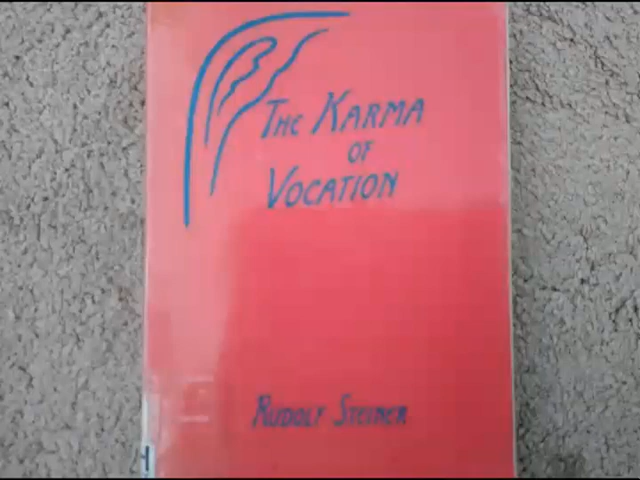 THE KARMA
OF
VOCATION
RUDOLF STEINER
H